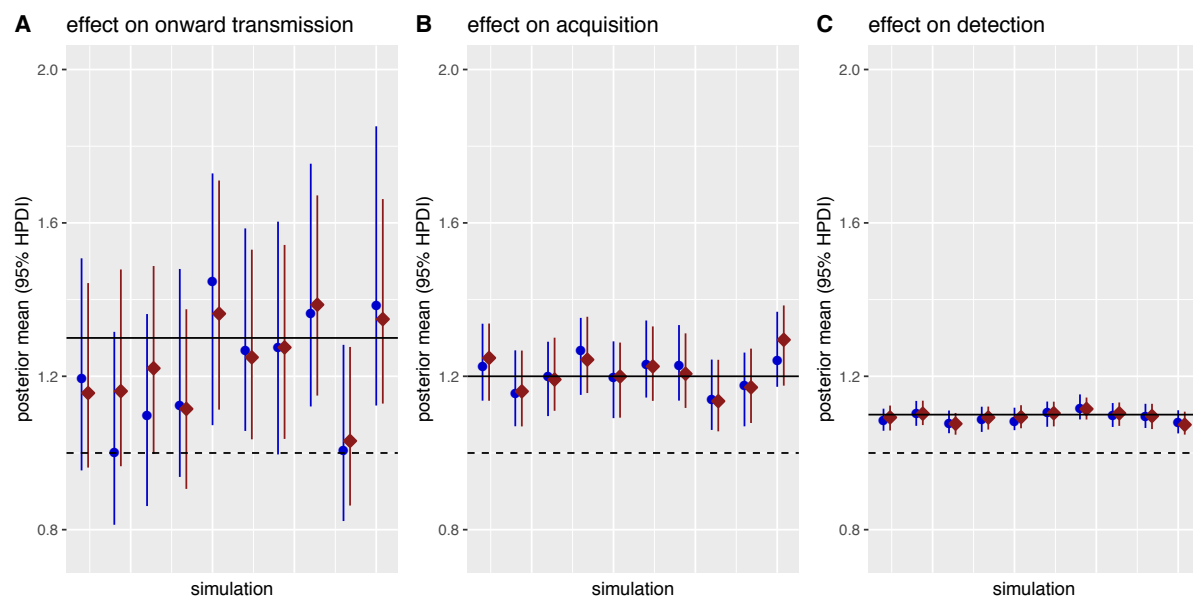 A effect on onward transmission
posterior mean (95% HPDI)
2.0
1.6
1.2
0.8
simulation
B effect on acquisition
posterior mean (95% HPDI)
2.0
1.6
1.2
0.8
simulation
C effect on detection
posterior mean (95% HPDI)
2.0
1.6
1.2
0.8
simulation